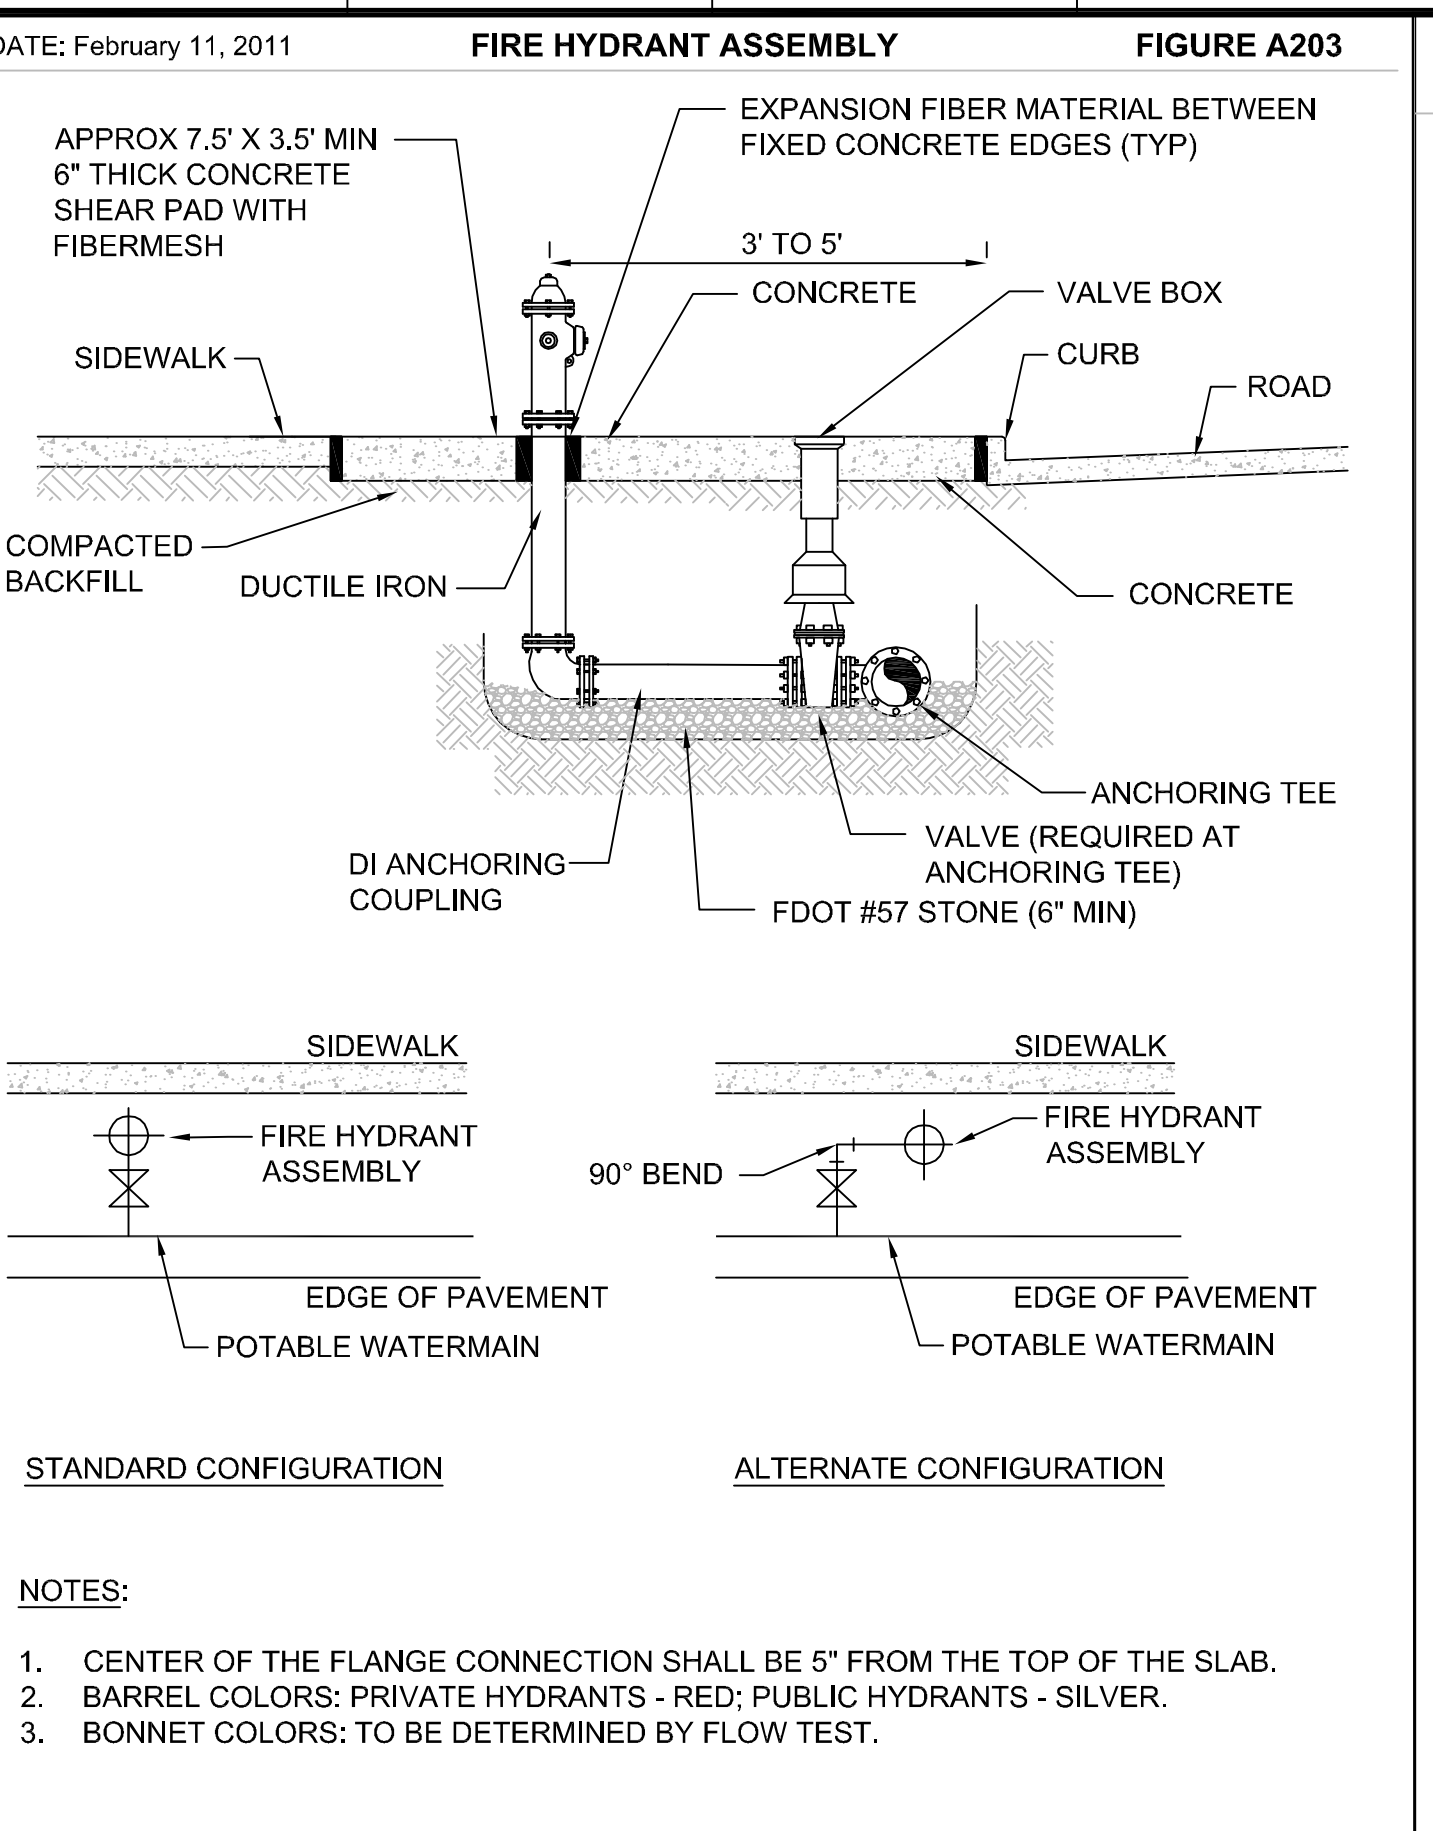 DATE: February 11, 2011
FIRE HYDRANT ASSEMBLY
FIGURE A203
EXPANSION FIBER MATERIAL BETWEEN
FIXED CONCRETE EDGES (TYP)
APPROX 7.5' X 3.5' MIN
6" THICK CONCRETE
SHEAR PAD WITH
FIBERMESH
3' TO 5'
CONCRETE
VALVE BOX
SIDEWALK
CURB
ROAD
COMPACTED
BACKFILL
DUCTILE IRON
CONCRETE
ANCHORING TEE
VALVE (REQUIRED AT
ANCHORING TEE)
DI ANCHORING
COUPLING
FDOT #57 STONE (6" MIN)
SIDEWALK
FIRE HYDRANT
ASSEMBLY
EDGE OF PAVEMENT
POTABLE WATERMAIN
STANDARD CONFIGURATION
SIDEWALK
FIRE HYDRANT
ASSEMBLY
90° BEND
EDGE OF PAVEMENT
POTABLE WATERMAIN
ALTERNATE CONFIGURATION
NOTES:
1. CENTER OF THE FLANGE CONNECTION SHALL BE 5" FROM THE TOP OF THE SLAB.
2. BARREL COLORS: PRIVATE HYDRANTS - RED; PUBLIC HYDRANTS - SILVER.
3. BONNET COLORS: TO BE DETERMINED BY FLOW TEST.